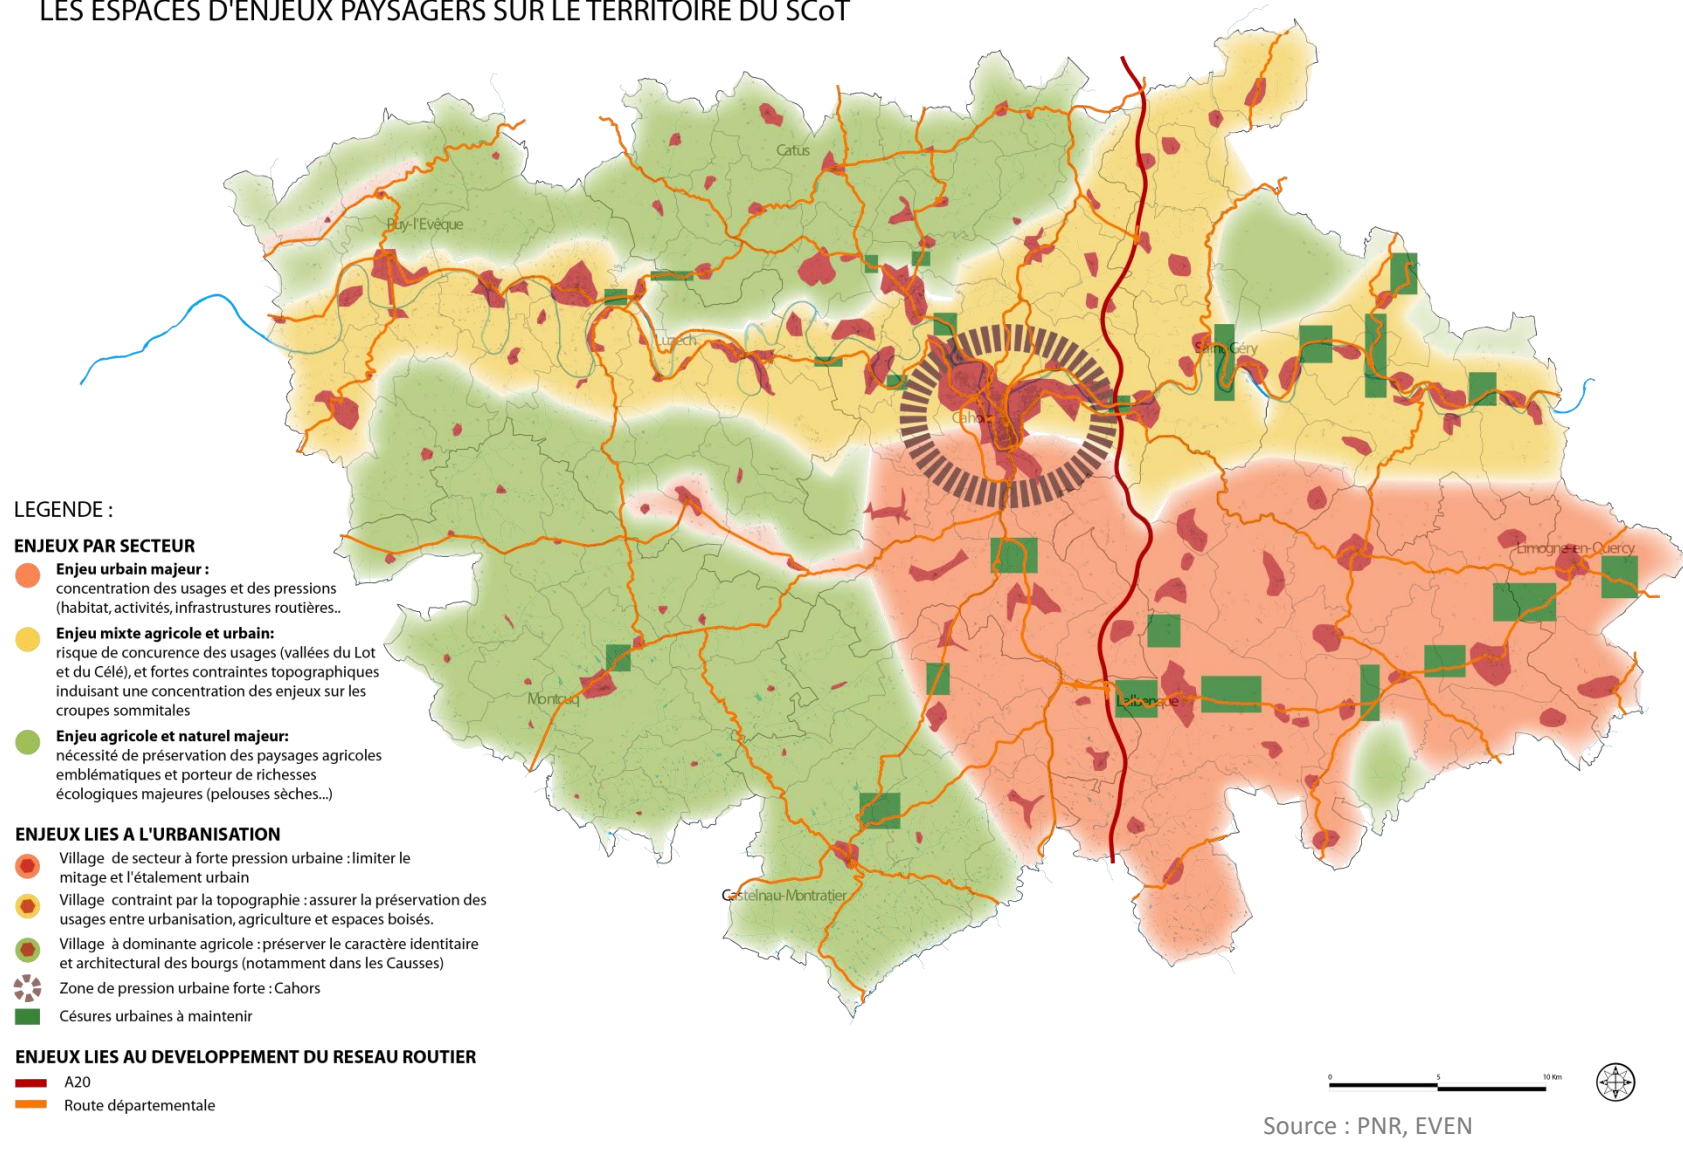 LES ESPACES D'ENJEUX PAYSAGERS SUR LE TERRITOIRE DU SCoT
Catus
Puy-l'Evêque
Luzech
Saint Géry
Cahors
Limogne-en-Quercy
Montcuq
Lalbenque
Castelnau-Montratier
LEGENDE :
ENJEUX PAR SECTEUR
Enjeu urbain majeur :
concentration des usages et des pressions
(habitat, activités, infrastrustures routières..
Enjeu mixte agricole et urbain:
risque de concurence des usages (vallées du Lot
et du Célé), et fortes contraintes topographiques
induisant une concentration des enjeux sur les
croupes sommitales
Enjeu agricole et naturel majeur:
nécessité de préservation des paysages agricoles
emblématiques et porteur de richesses
écologiques majeures (pelouses sèches...)
ENJEUX LIES A L'URBANISATION
Village de secteur à forte pression urbaine : limiter le
mitage et l'étalement urbain
Village contraint par la topographie : assurer la préservation des
usages entre urbanisation, agriculture et espaces boisés.
Village à dominante agricole : préserver le caractère identitaire
et architectural des bourgs (notamment dans les Causses)
Zone de pression urbaine forte : Cahors
Césures urbaines à maintenir
ENJEUX LIES AU DEVELOPPEMENT DU RESEAU ROUTIER
A20
Route départementale
0 5 10 Km
Source : PNR, EVEN